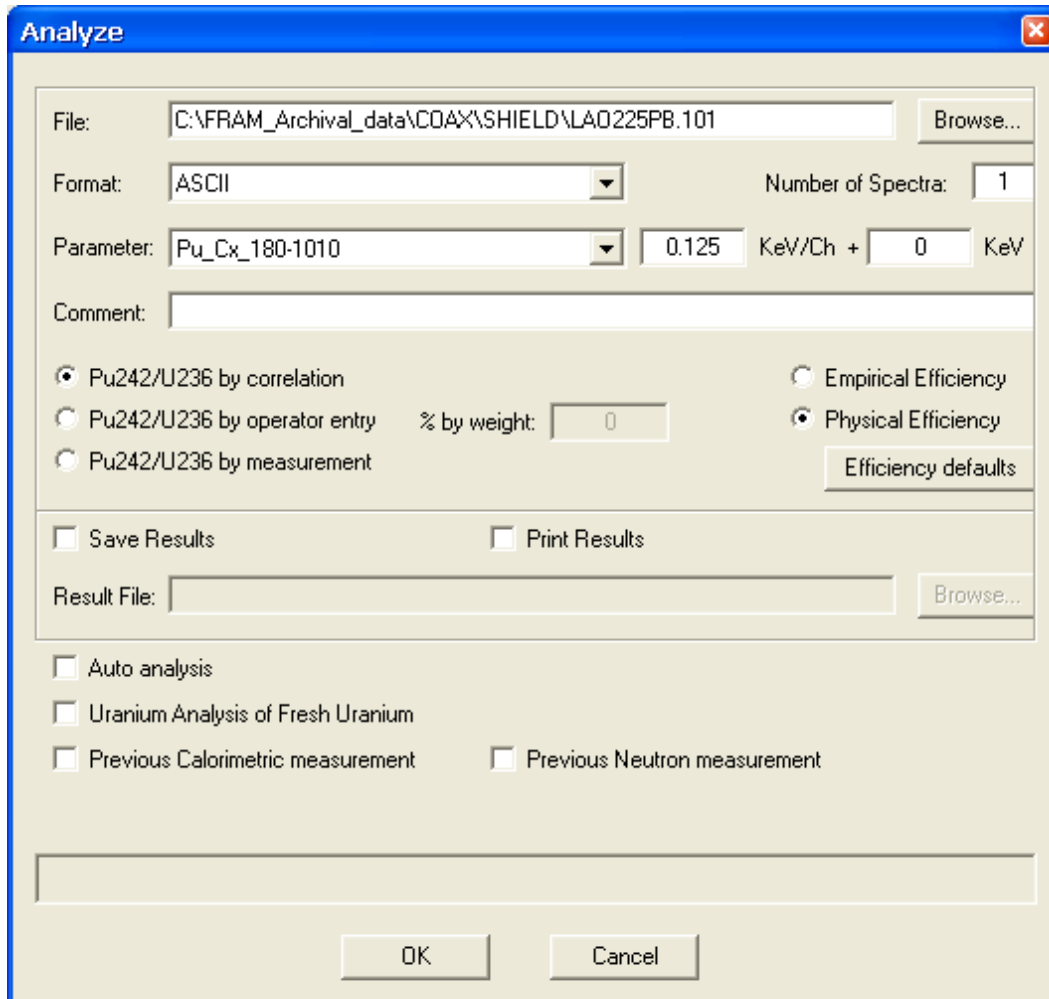 Analyze
File: C:\FRAM_Archival_data\COAX\SHIELD\LAO225PB.101 Browse...
Format: ASCII Number of Spectra: 1
Parameter: Pu_Cx_180-1010 0.125 KeV/Ch + 0 KeV
Comment:
Pu242/U236 by correlation Empirical Efficiency
Pu242/U236 by operator entry % by weight: 0 Physical Efficiency
Pu242/U236 by measurement Efficiency defaults
Save Results Print Results
Result File: Browse...
Auto analysis
Uranium Analysis of Fresh Uranium
Previous Calorimetric measurement Previous Neutron measurement
OK Cancel